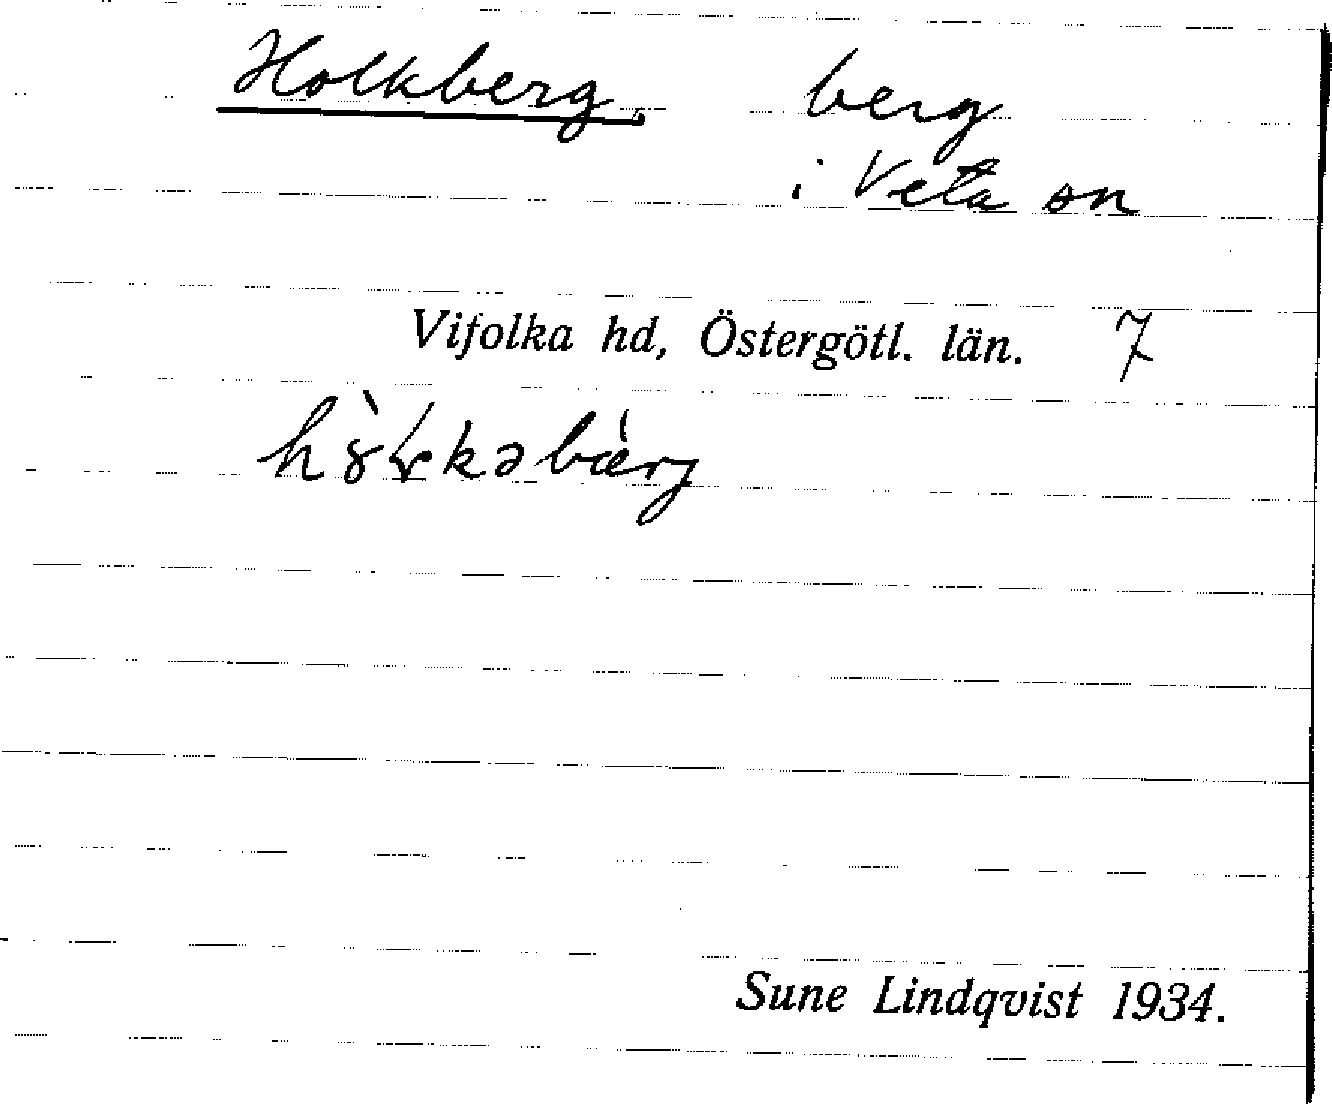 Holkberg. berg
i Veta sn
Vifolka hd, Östergötl. län. 7
Sune Lindqvist 1934.